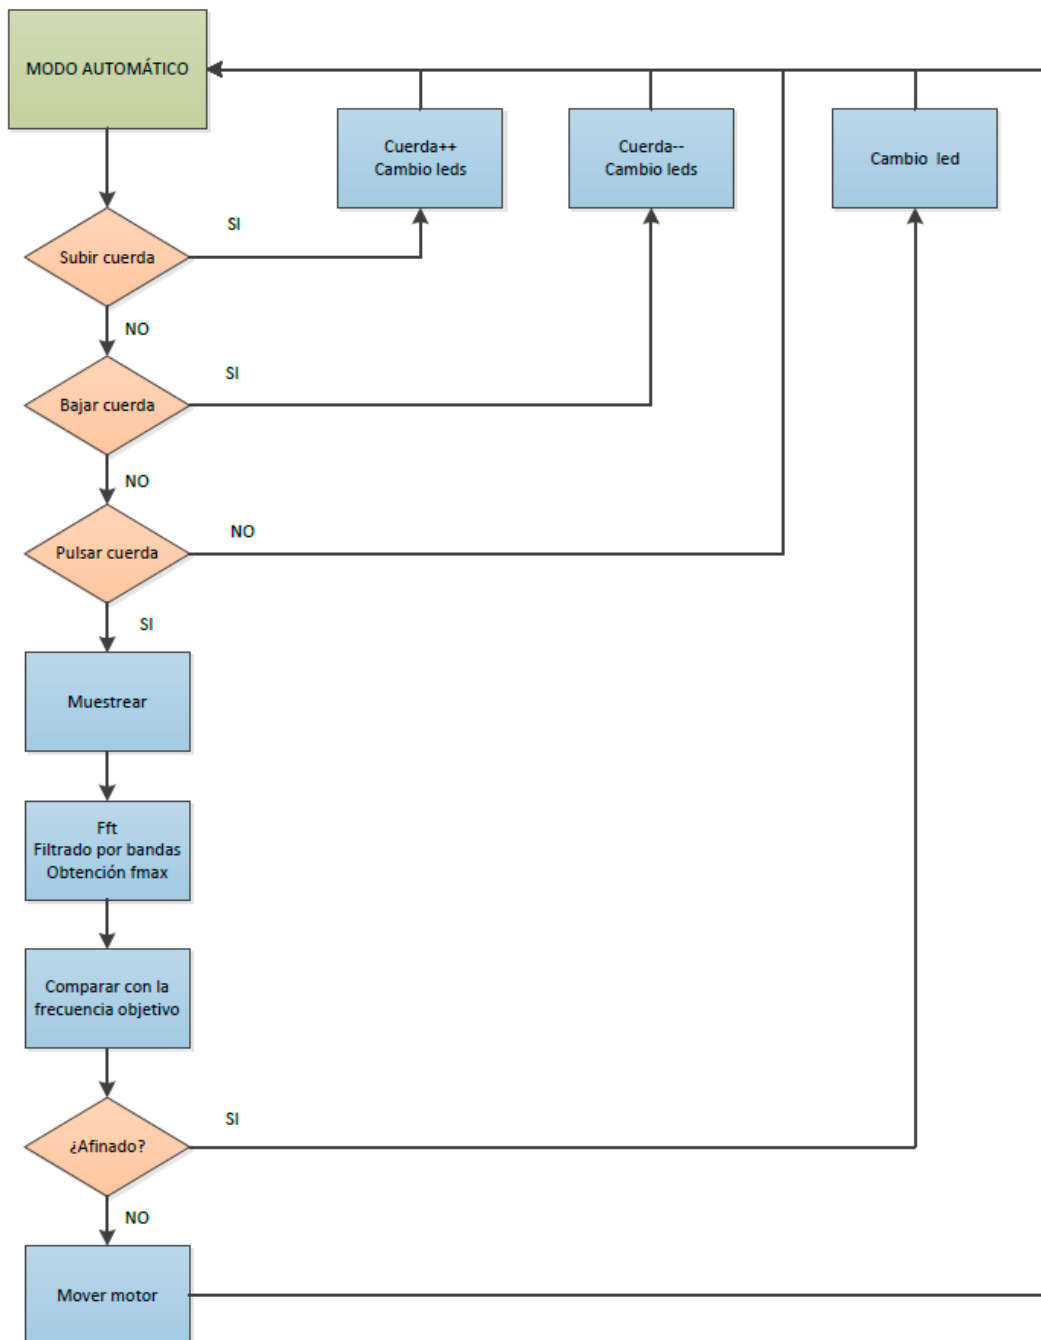 MODO AUTOMÁTICO
Cuerda++
Cambio leds
Cuerda--
Cambio leds
Cambio led
SI
Subir cuerda
NO
SI
Bajar cuerda
NO
NO
Pulsar cuerda
SI
Muestrear
Fft
Filtrado por bandas
Obtención fmax
Comparar con la
frecuencia objetivo
SI
¿Afinado?
NO
Mover motor